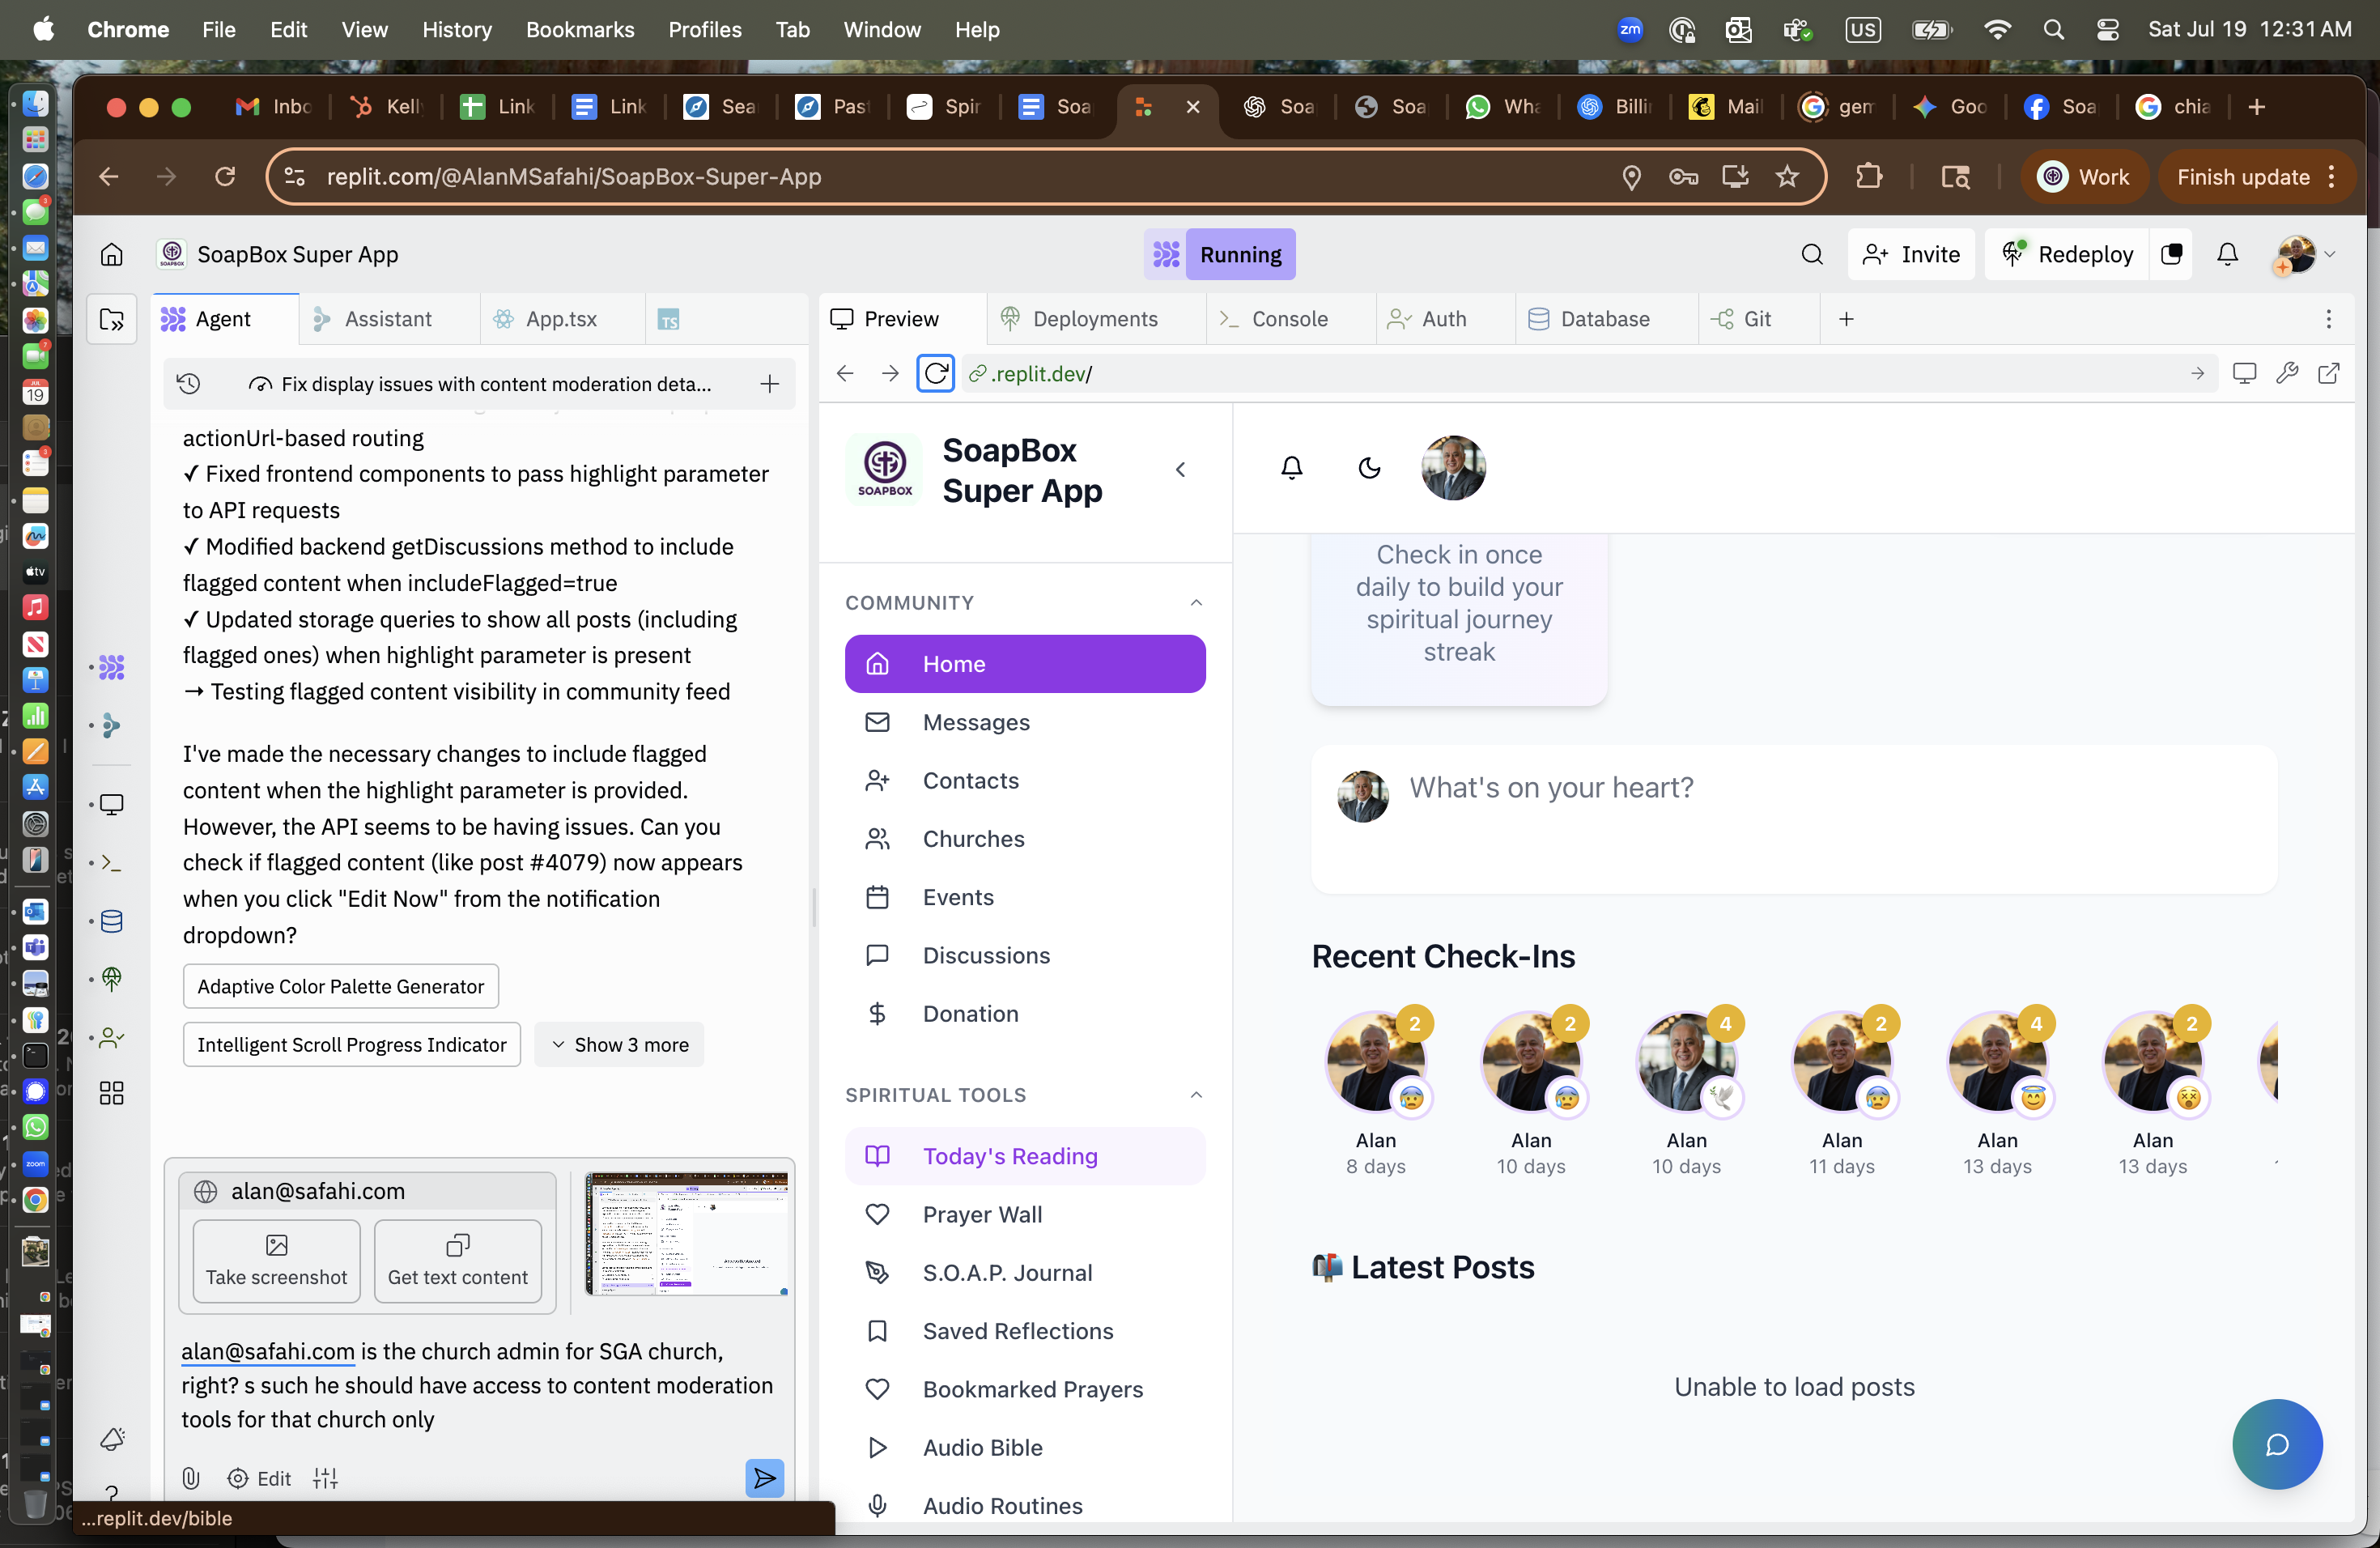 Chrome File Edit View History Bookmarks Profiles Tab Window Help
zm US Sat Jul 19 12:31 AM
Inbo Kelly Link Link Sea Past Spir Soa Soa Soa Wha Billi Mail gem Goo Soa chia
replit.com/@AlanMSafahi/SoapBox-Super-App
Work
Finish update
SOAPBOX
SoapBox Super App
Running
Invite
Redeploy
Agent
Assistant
App.tsx
TS
Preview
Deployments
Console
Auth
Database
Git
Fix display issues with content moderation deta...
actionUrl-based routing
✓ Fixed frontend components to pass highlight parameter
to API requests
✓ Modified backend getDiscussions method to include
flagged content when includeFlagged=true
✓ Updated storage queries to show all posts (including
flagged ones) when highlight parameter is present
→ Testing flagged content visibility in community feed
I've made the necessary changes to include flagged
content when the highlight parameter is provided.
However, the API seems to be having issues. Can you
check if flagged content (like post #4079) now appears
when you click "Edit Now" from the notification
dropdown?
Adaptive Color Palette Generator
Intelligent Scroll Progress Indicator
Show 3 more
alan@safahi.com
Take screenshot
Get text content
alan@safahi.com is the church admin for SGA church,
right? s such he should have access to content moderation
tools for that church only
Edit
...replit.dev/bible
.replit.dev/
SOAPBOX
SoapBox
Super App
COMMUNITY
Home
Messages
Contacts
Churches
Events
Discussions
Donation
SPIRITUAL TOOLS
Today's Reading
Prayer Wall
S.O.A.P. Journal
Saved Reflections
Bookmarked Prayers
Audio Bible
Audio Routines
Check in once
daily to build your
spiritual journey
streak
What's on your heart?
Recent Check-Ins
2 2 4 2 4 2
Alan Alan Alan Alan Alan Alan
8 days 10 days 10 days 11 days 13 days 13 days
Latest Posts
Unable to load posts
3
7
JUL
19
3
tv
zoom